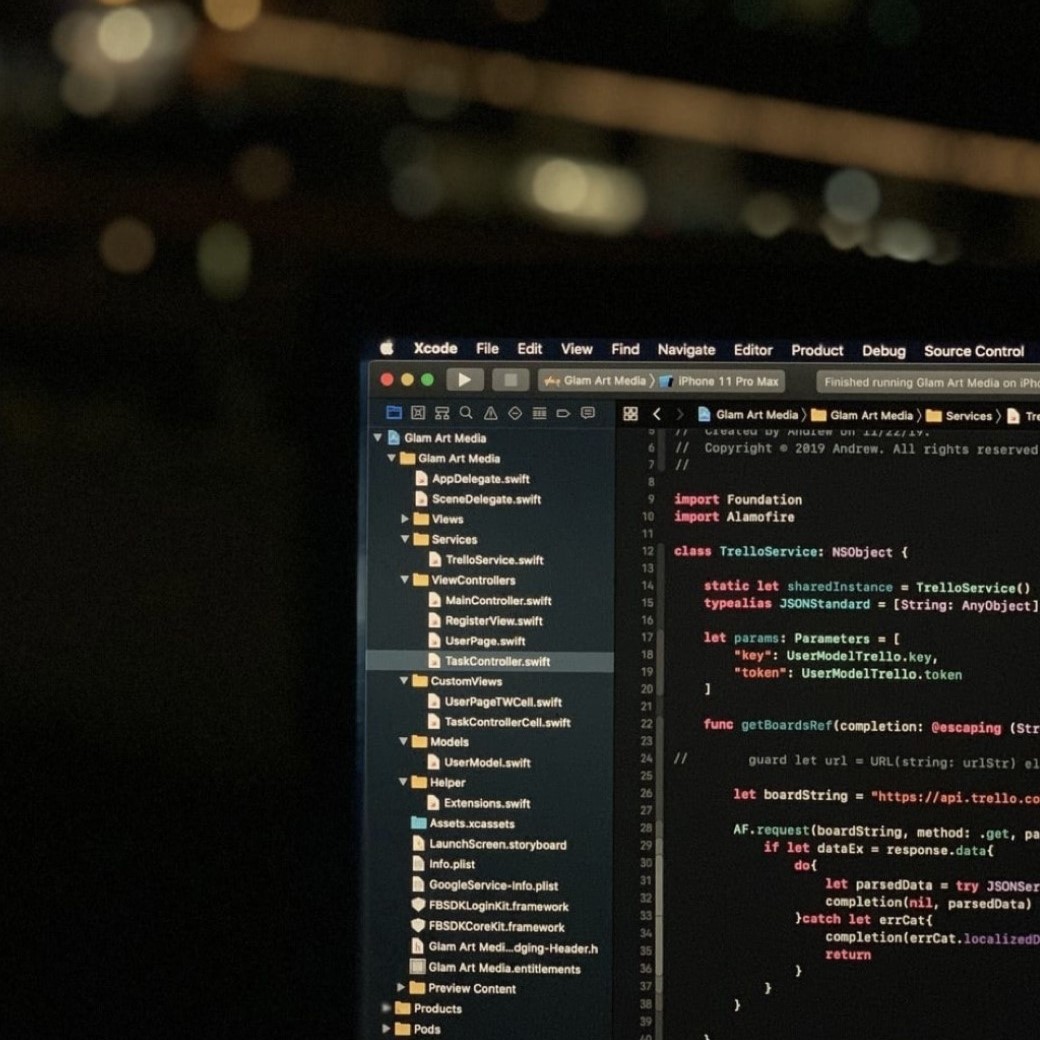 Xcode File Edit View Find Navigate Editor Product Debug Source Control
Glam Art Media 〉 iPhone 11 Pro Max
Finished running Glam Art Media on
Glam Art Media 〉 Glam Art Media 〉 Services 〉
Glam Art Media
Glam Art Media
AppDelegate.swift
SceneDelegate.swift
Views
Services
TrelloService.swift
ViewControllers
MainController.swift
RegisterView.swift
UserPage.swift
TaskController.swift
CustomViews
UserPageTWCell.swift
TaskControllerCell.swift
Models
UserModel.swift
Helper
Extensions.swift
Assets.xcassets
LaunchScreen.storyboard
Info.plist
GoogleService-Info.plist
FBSDKLoginKit.framework
FBSDKCoreKit.framework
Glam Art Medi...dging-Header.h
Glam Art Media.entitlements
Preview Content
Products
Pods
5 // Created by Andrew on 11/22/19.
6 // Copyright © 2019 Andrew. All rights reserved
7 //
8
9 import Foundation
10 import Alamofire
11
12 class TrelloService: NSObject {
13
14 static let sharedInstance = TrelloService()
15 typealias JSONStandard = [String: AnyObject]
16
17 let params: Parameters = [
18 "key": UserModelTrello.key,
19 "token": UserModelTrello.token
20 ]
21
22 func getBoardsRef(completion: @escaping (Str
23
24 // guard let url = URL(string: urlStr) el
25
26 let boardString = "https://api.trello.co
27
28 AF.request(boardString, method: .get, pa
29 if let dataEx = response.data{
30 do{
31 let parsedData = try JSONSer
32 completion(nil, parsedData)
33 }catch let errCat{
34 completion(errCat.localizedD
35 return
36 }
37 }
38 }
39